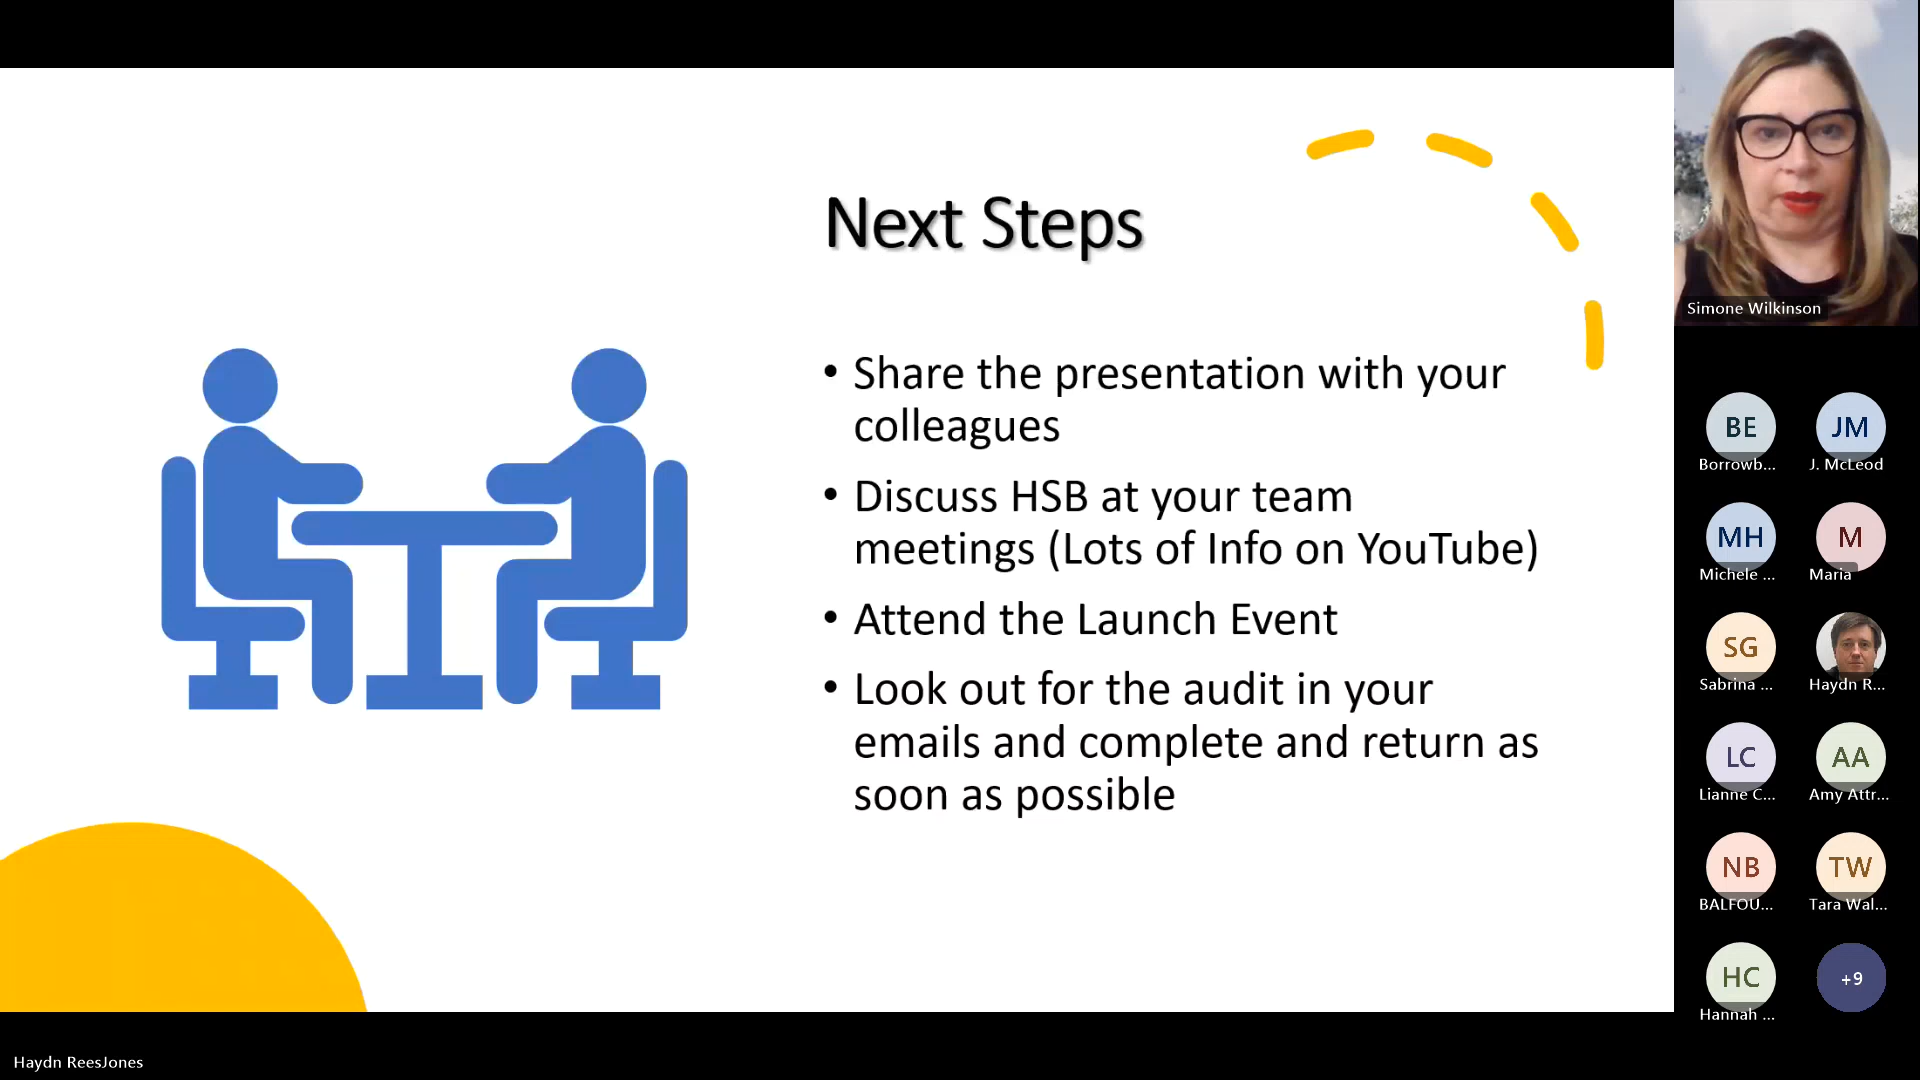 Next Steps
• Share the presentation with your
colleagues
• Discuss HSB at your team
meetings (Lots of Info on YouTube)
• Attend the Launch Event
• Look out for the audit in your
emails and complete and return as
soon as possible
Simone Wilkinson
BE
JM
Borrowb...
J. McLeod
MH
M
Michele ...
Maria
SG
Sabrina ...
Haydn R...
LC
AA
Lianne C...
Amy Attr...
NB
TW
BALFOU...
Tara Wal...
HC
+9
Hannah ...
Haydn ReesJones